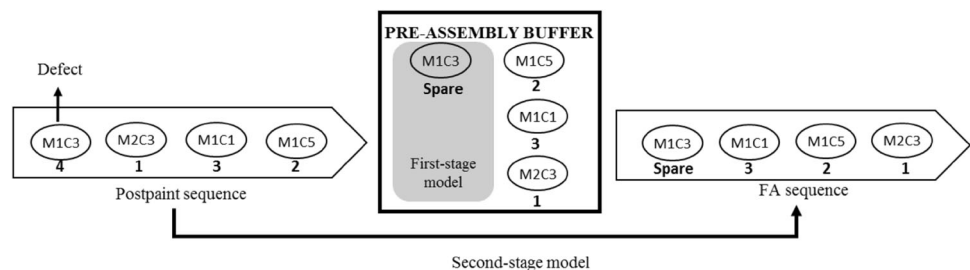 PRE-ASSEMBLY BUFFER
Defect
M1C3 M2C3 M1C1 M1C5
4 1 3 2
Postpaint sequence
M1C3
Spare
First-stage
model
M1C5
2
M1C1
3
M2C3
1
M1C3 M1C1 M1C5 M2C3
Spare 3 2 1
FA sequence
Second-stage model